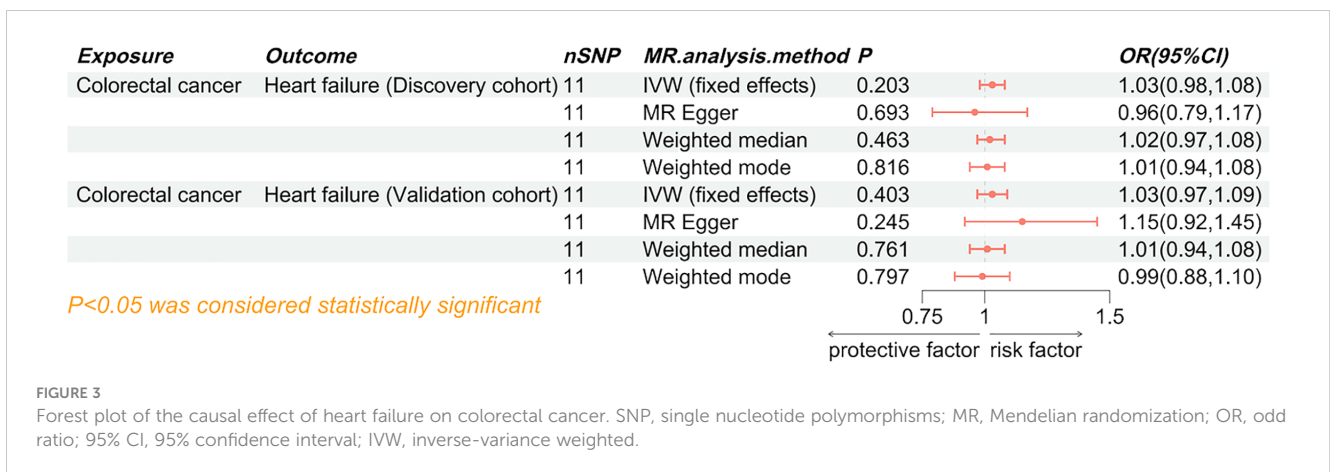 Exposure Outcome nSNP MR.analysis.method P OR(95%CI)
Colorectal cancer Heart failure (Discovery cohort) 11 IVW (fixed effects) 0.203 1.03(0.98,1.08)
11 MR Egger 0.693 0.96(0.79,1.17)
11 Weighted median 0.463 1.02(0.97,1.08)
11 Weighted mode 0.816 1.01(0.94,1.08)
Colorectal cancer Heart failure (Validation cohort) 11 IVW (fixed effects) 0.403 1.03(0.97,1.09)
11 MR Egger 0.245 1.15(0.92,1.45)
11 Weighted median 0.761 1.01(0.94,1.08)
11 Weighted mode 0.797 0.99(0.88,1.10)
P<0.05 was considered statistically significant
0.75 1 1.5
protective factor risk factor
FIGURE 3
Forest plot of the causal effect of heart failure on colorectal cancer. SNP, single nucleotide polymorphisms; MR, Mendelian randomization; OR, odd
ratio; 95% CI, 95% confidence interval; IVW, inverse-variance weighted.